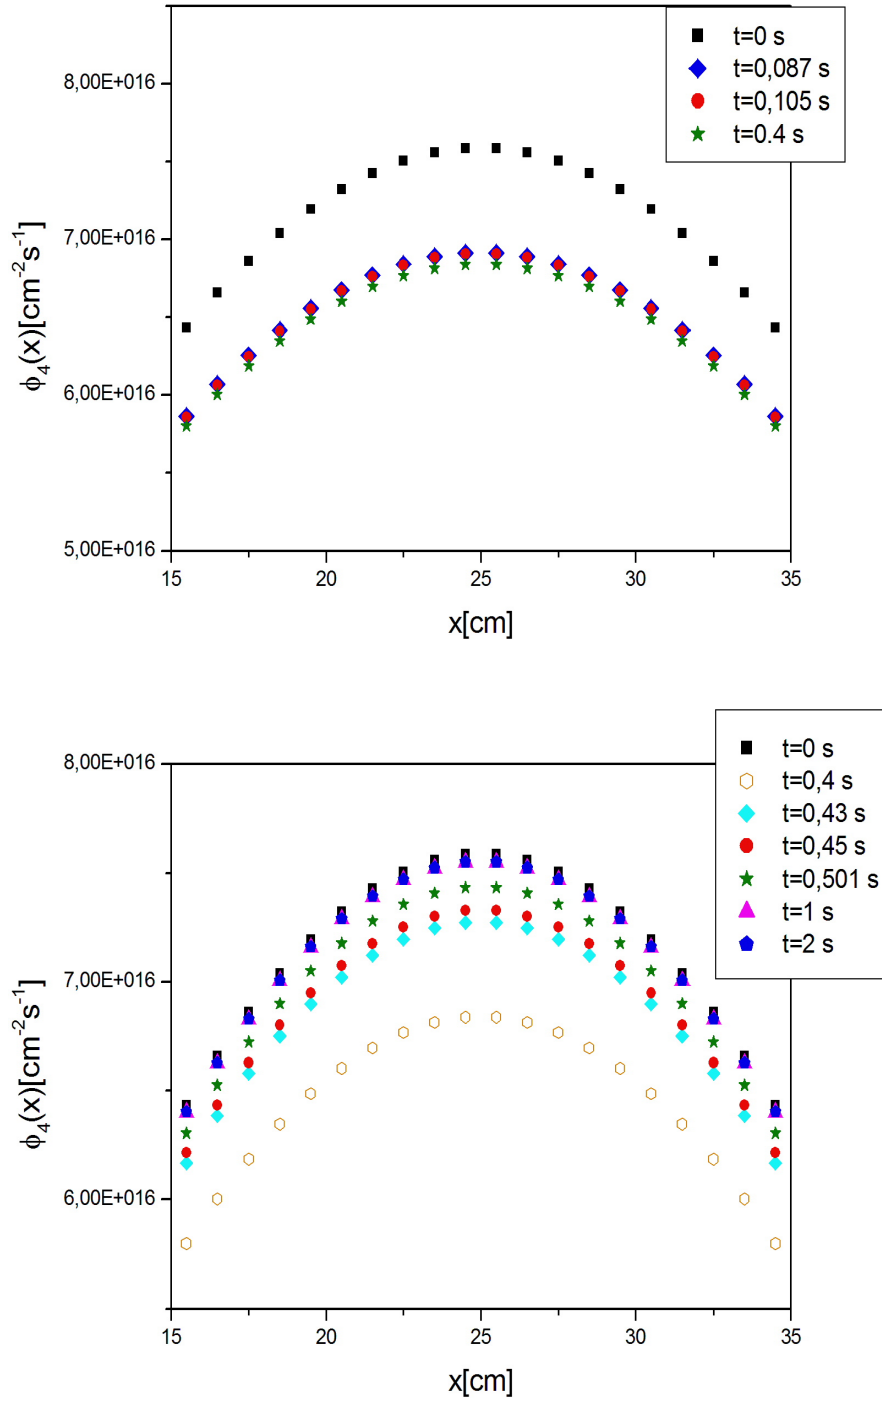 t=0 s
t=0,087 s
t=0,105 s
t=0.4 s
8,00E+016
7,00E+016
6,00E+016
5,00E+016
ϕ₄(x)[cm⁻²s⁻¹]
15 20 25 30 35
x[cm]
t=0 s
t=0,4 s
t=0,43 s
t=0,45 s
t=0,501 s
t=1 s
t=2 s
8,00E+016
7,00E+016
6,00E+016
ϕ₄(x)[cm⁻²s⁻¹]
15 20 25 30 35
x[cm]